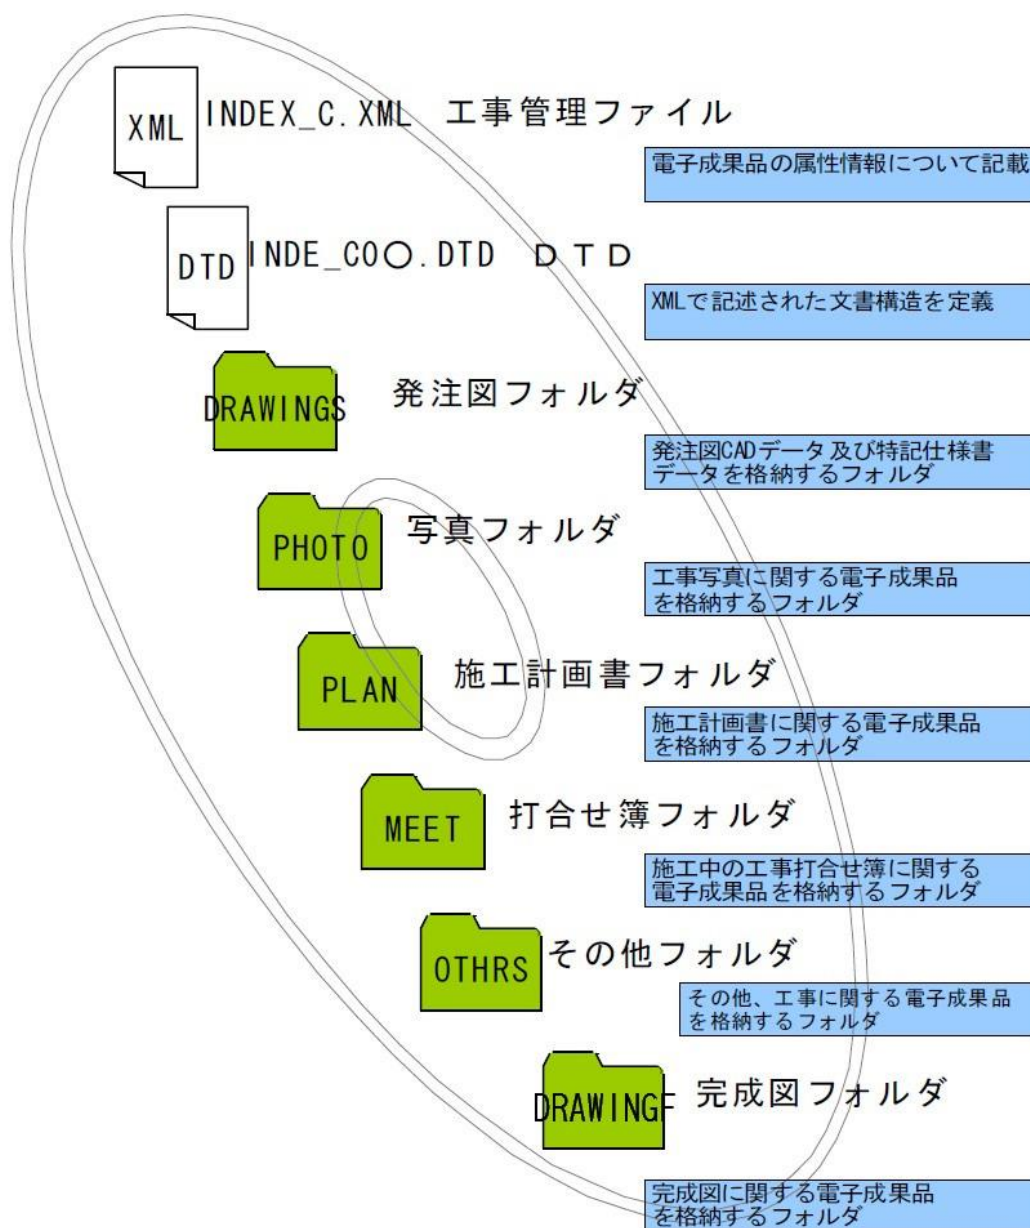 XML
INDEX_C.XML 工事管理ファイル
電子成果品の属性情報について記載
DTD
INDE_C0〇.DTD DTD
XMLで記述された文書構造を定義
DRAWINGS
発注図フォルダ
発注図CADデータ及び特記仕様書
データを格納するフォルダ
PHOTO
写真フォルダ
工事写真に関する電子成果品
を格納するフォルダ
PLAN
施工計画書フォルダ
施工計画書に関する電子成果品
を格納するフォルダ
MEET
打合せ簿フォルダ
施工中の工事打合せ簿に関する
電子成果品を格納するフォルダ
OTHRS
その他フォルダ
その他、工事に関する電子成果品
を格納するフォルダ
DRAWINGF
完成図フォルダ
完成図に関する電子成果品
を格納するフォルダ